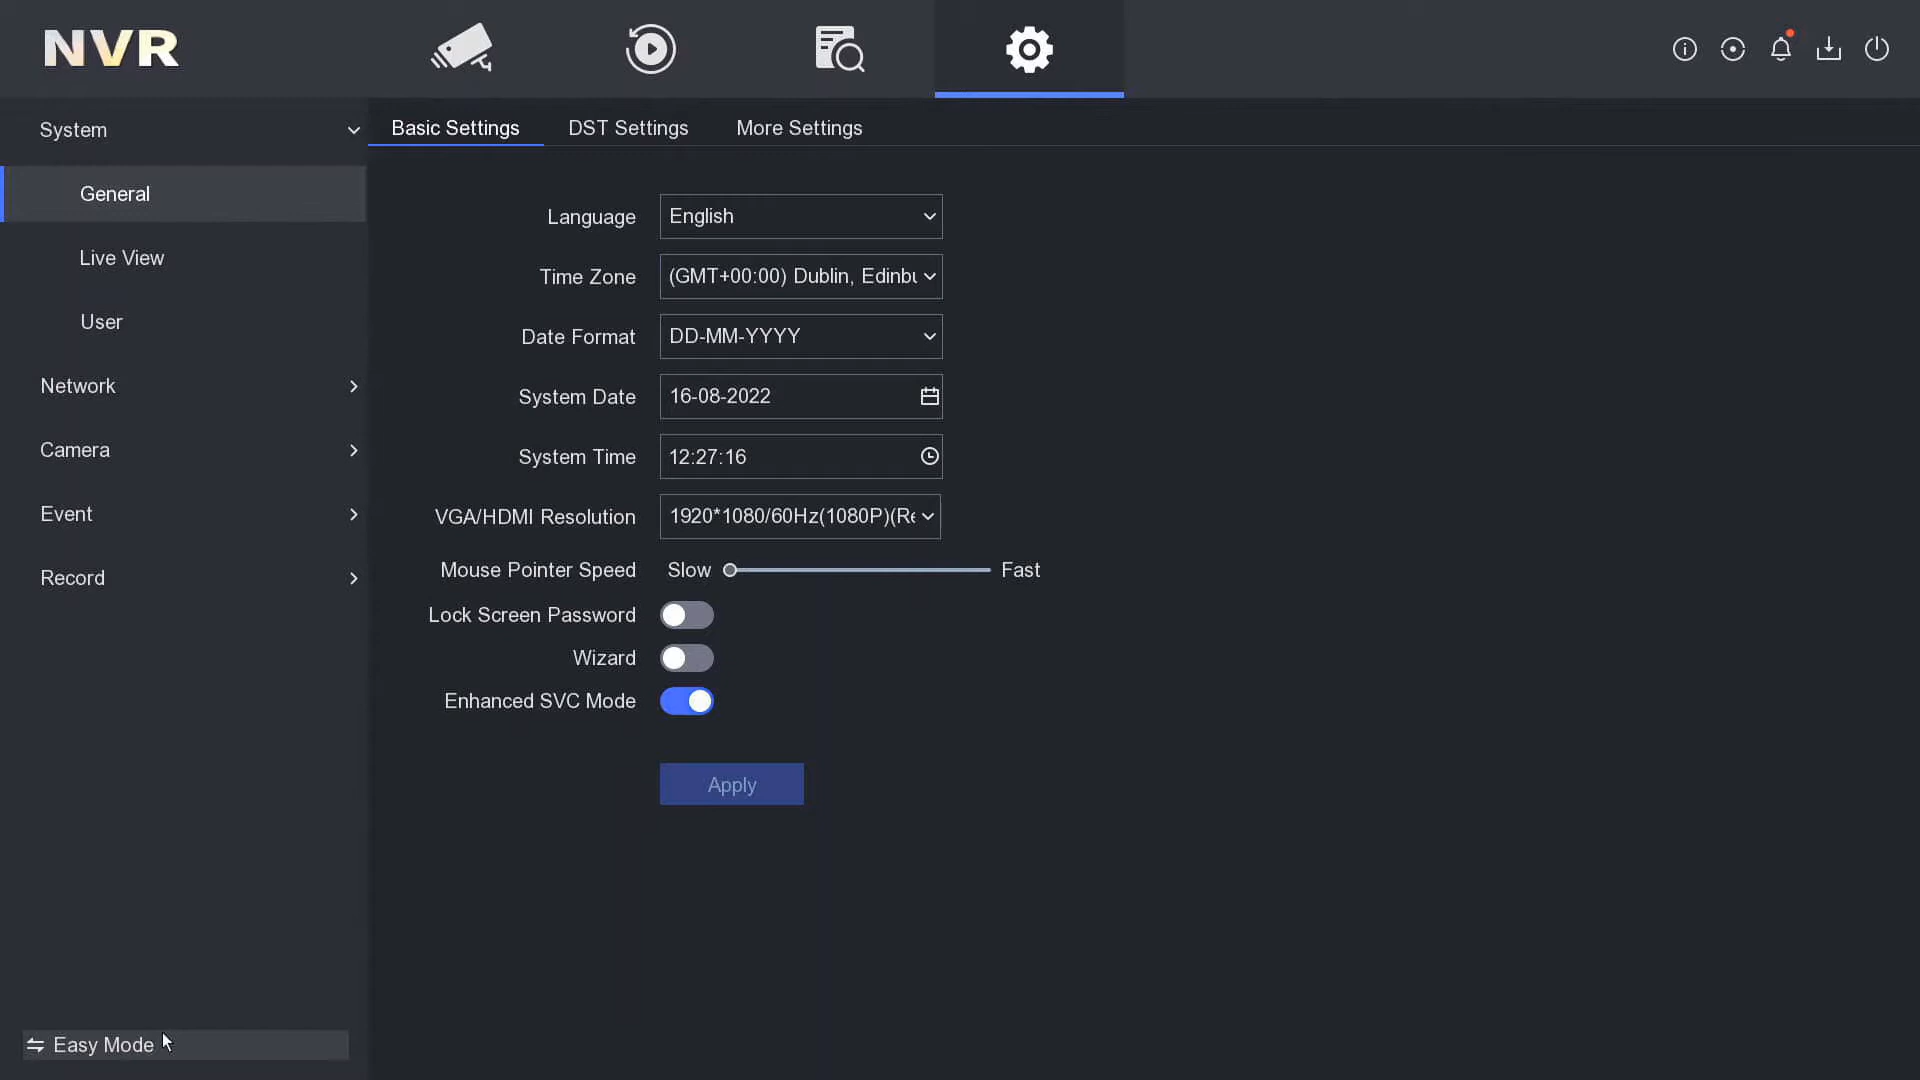 NVR
System
General
Live View
User
Network
Camera
Event
Record
Easy Mode
Basic Settings DST Settings More Settings
Language English
Time Zone (GMT+00:00) Dublin, Edinbu
Date Format DD-MM-YYYY
System Date 16-08-2022
System Time 12:27:16
VGA/HDMI Resolution 1920*1080/60Hz(1080P)(Re
Mouse Pointer Speed Slow Fast
Lock Screen Password
Wizard
Enhanced SVC Mode
Apply